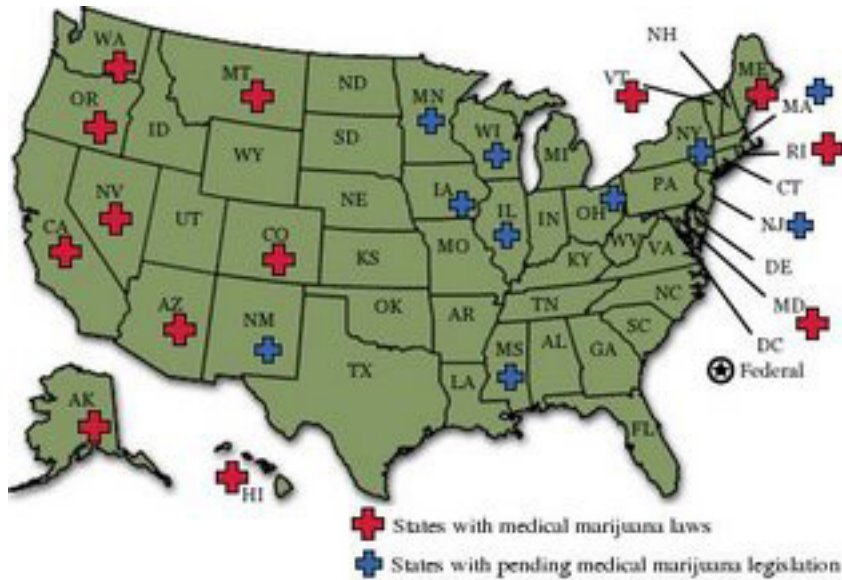 WA
MT
ND
MN
NH
VT
ME
OR
ID
SD
WI
MI
NY
MA
WY
RI
NV
NE
IA
PA
CT
CA
UT
CO
IL
IN
OH
NJ
KS
MO
WV
VA
DE
KY
AZ
NM
OK
AR
TN
NC
MD
SC
DC
TX
LA
MS
AL
GA
Federal
AK
FL
HI
States with medical marijuana laws
States with pending medical marijuana legislation